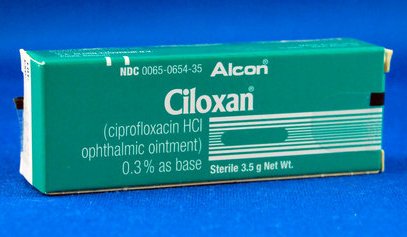 NDC 0065-0654-35 Alcon®
Ciloxan®
(ciprofloxacin HCl
ophthalmic ointment)
0.3% as base
Sterile 3.5 g Net Wt.